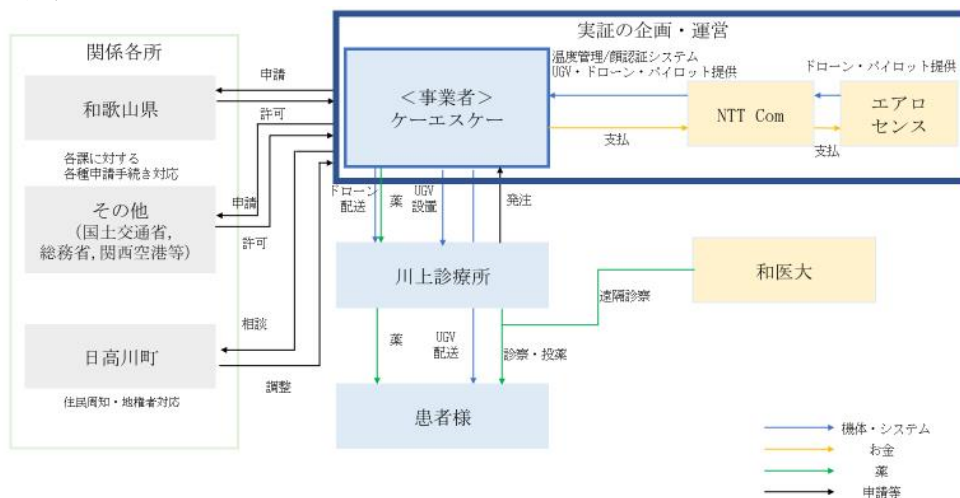 実証の企画・運営
関係各所
<事業者>
ケーエスケー
温度管理/顔認証システム
UGV・ドローン・パイロット提供
ドローン・パイロット提供
NTT Com
エアロ
センス
支払
支払
申請
許可
和歌山県
各課に対する
各種申請手続き対応
その他
(国土交通省,
総務省,関西空港等)
申請
許可
ドローン
配送
薬
UGV
設置
発注
川上診療所
和医大
遠隔診察
相談
日高川町
調整
住民周知・地権者対応
薬
UGV
配送
診察・投薬
患者様
機体・システム
お金
薬
申請等